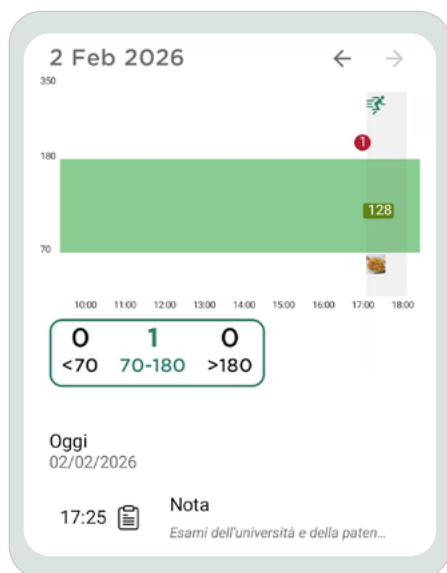 2 Feb 2026
350
180
1
128
70
10:00 11:00 12:00 13:00 14:00 15:00 16:00 17:00 18:00
0 1 0
<70 70-180 >180
Oggi
02/02/2026
17:25 Nota
Esami dell'università e della paten...